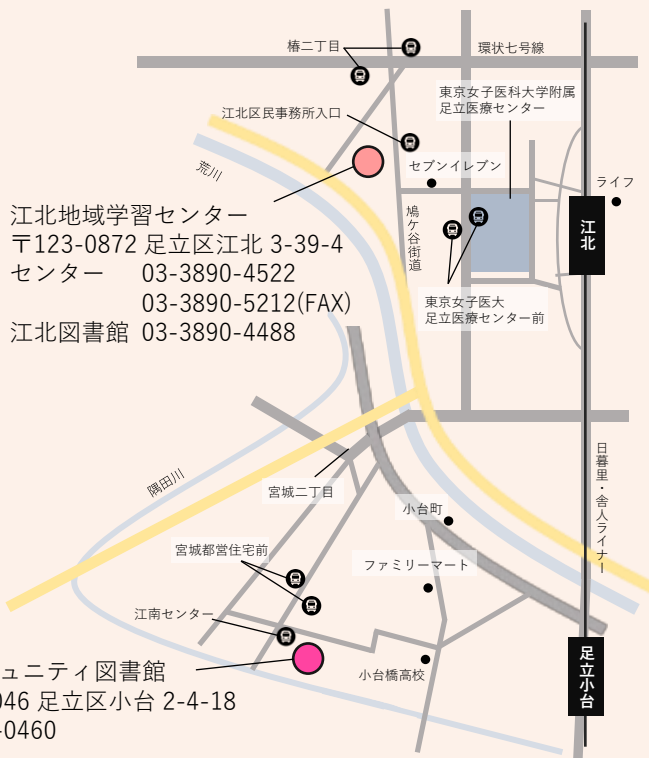 椿二丁目
環状七号線
東京女子医科大学附属
足立医療センター
江北区民事務所入口
荒川
セブンイレブン
ライフ
江北地域学習センター
〒123-0872 足立区江北 3-39-4
センター 03-3890-4522
03-3890-5212(FAX)
江北図書館 03-3890-4488
鳩ケ谷街道
江北
東京女子医大
足立医療センター前
隅田川
宮城二丁目
日暮里・舎人ライナー
小台町
宮城都営住宅前
ファミリーマート
江南センター
小台橋高校
足立小台
ュニティ図書館
046 足立区小台 2-4-18
-0460